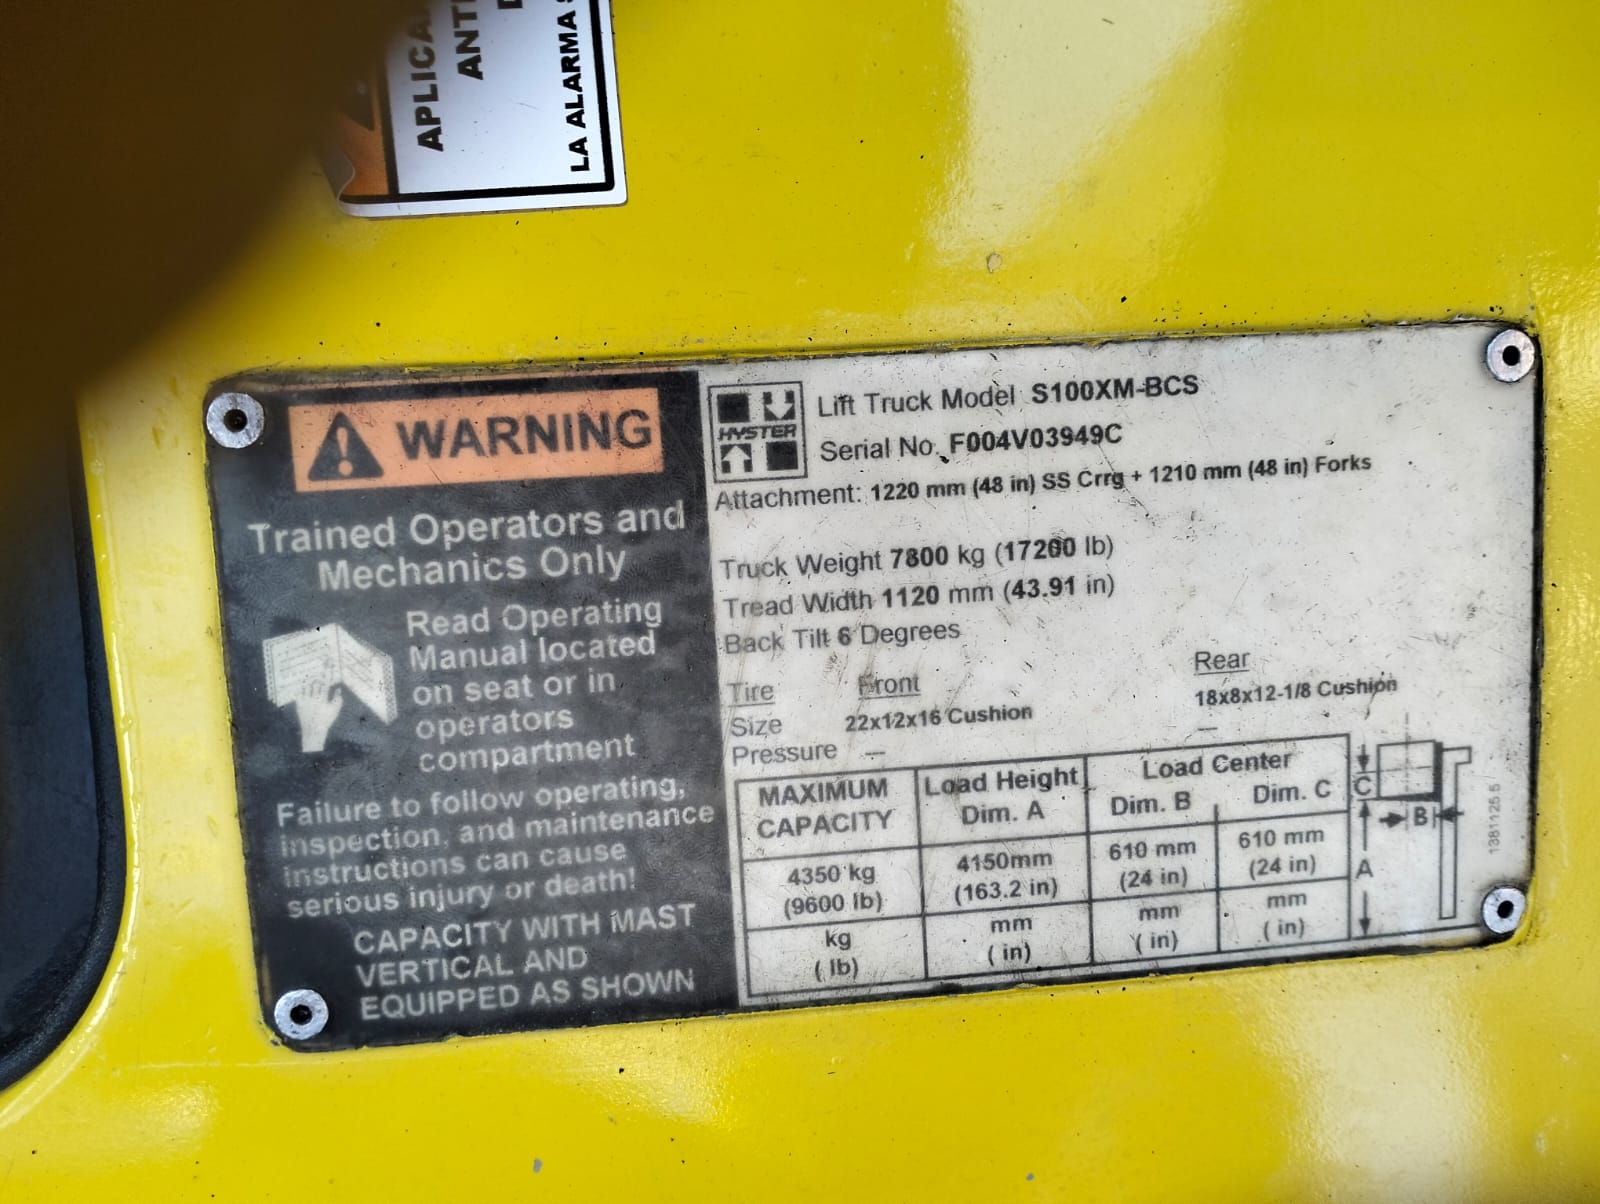 APLICA
ANT
LA ALARMA S
WARNING
Trained Operators and
Mechanics Only
Read Operating
Manual located
on seat or in
operators
compartment
Failure to follow operating,
inspection, and maintenance
instructions can cause
serious injury or death!
CAPACITY WITH MAST
VERTICAL AND
EQUIPPED AS SHOWN
HYSTER
Lift Truck Model S100XM-BCS
Serial No. F004V03949C
Attachment: 1220 mm (48 in) SS Crrg + 1210 mm (48 in) Forks
Truck Weight 7800 kg (17200 lb)
Tread Width 1120 mm (43.91 in)
Back Tilt 6 Degrees
Tire Front Rear
Size 22x12x16 Cushion 18x8x12-1/8 Cushion
Pressure — —
MAXIMUM CAPACITY Load Height Dim. A Load Center Dim. B Dim. C
4350 kg 4150mm 610 mm 610 mm
(9600 lb) (163.2 in) (24 in) (24 in)
kg mm mm mm
( lb) ( in) ( in) ( in)
C
B
A
1381125 5